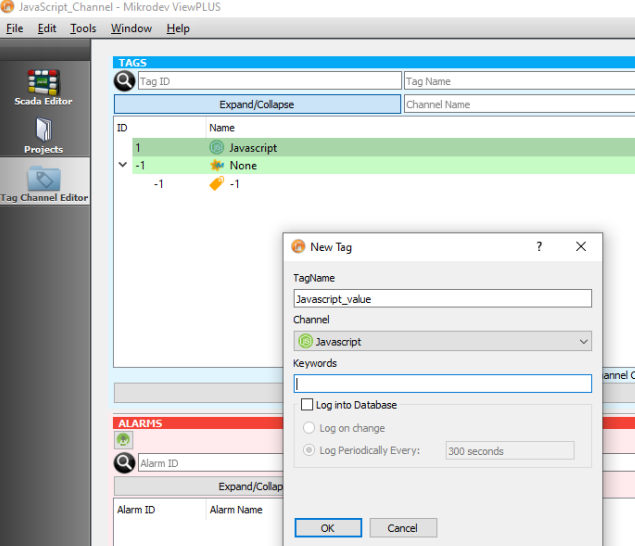 JavaScript_Channel - Mikrodev ViewPLUS
File Edit Tools Window Help
Scada Editor
Projects
Tag Channel Editor
TAGS
Tag ID Tag Name
Expand/Collapse Channel Name
ID Name
1 Javascript
-1 None
-1 -1
New Tag ? ✕
TagName
Javascript_value
Channel
Javascript
Keywords
Log into Database
Log on change
Log Periodically Every: 300 seconds
OK Cancel
annel C
ALARMS
Alarm ID
Expand/Collap
Alarm ID Alarm Name